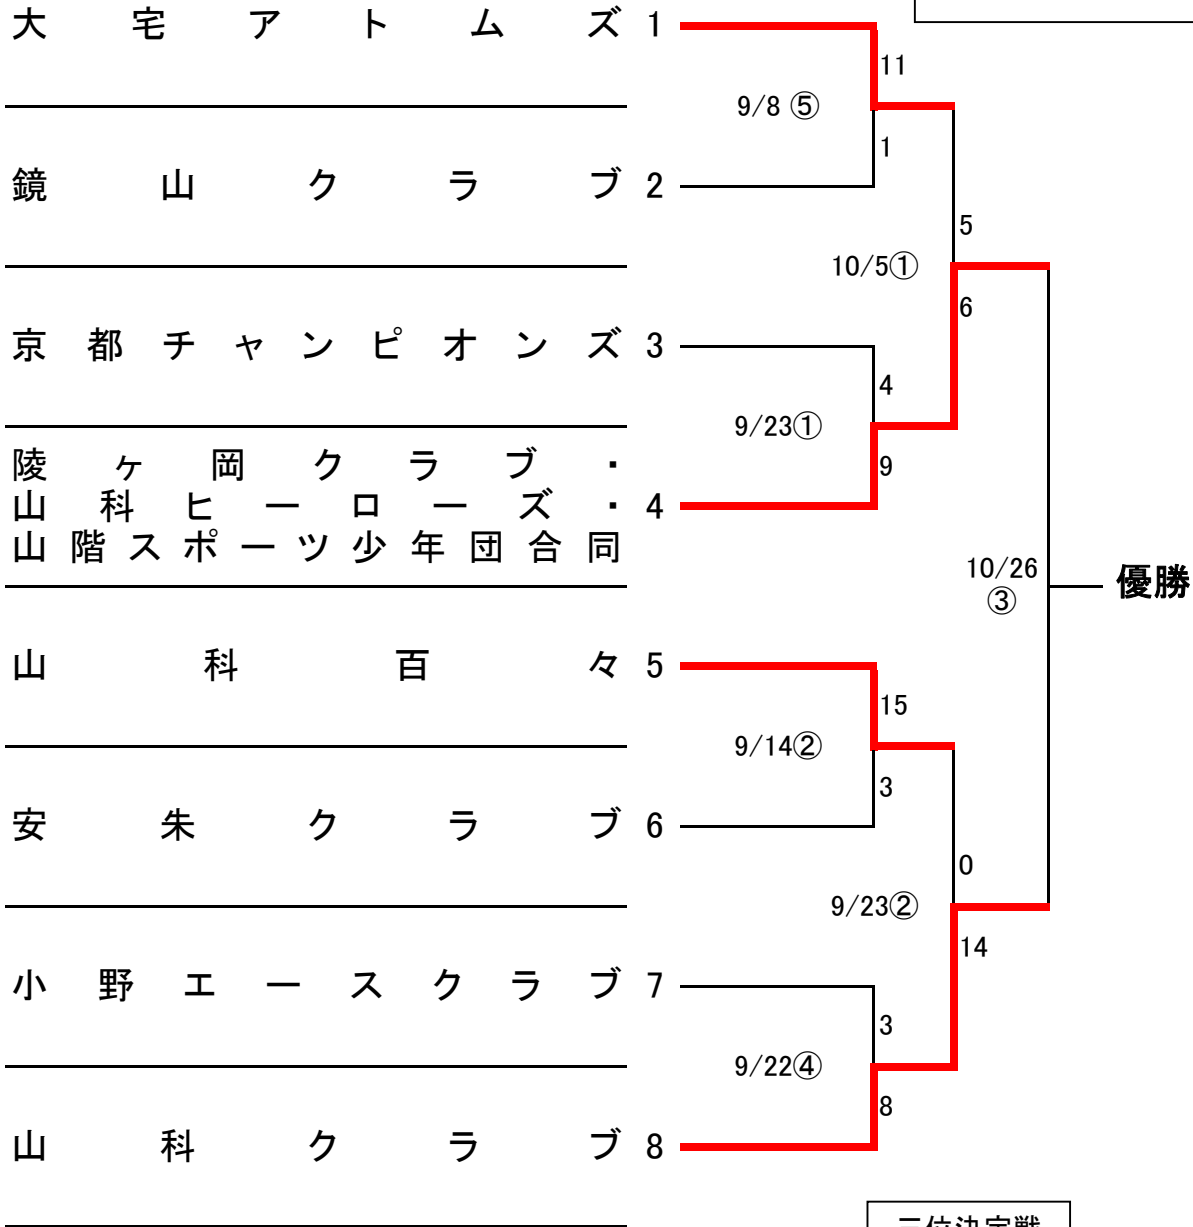 大宅アトムズ 1
11
9/8 ⑤
1
鏡山クラブ 2
5
10/5①
6
京都チャンピオンズ 3
4
9/23①
9
陵ヶ岡クラブ・
山科ヒーローズ・ 4
山階スポーツ少年団合同
10/26
③
優勝
山科百々 5
15
9/14②
3
安朱クラブ 6
0
9/23②
14
小野エースクラブ 7
3
9/22④
8
山科クラブ 8
三位決定戦